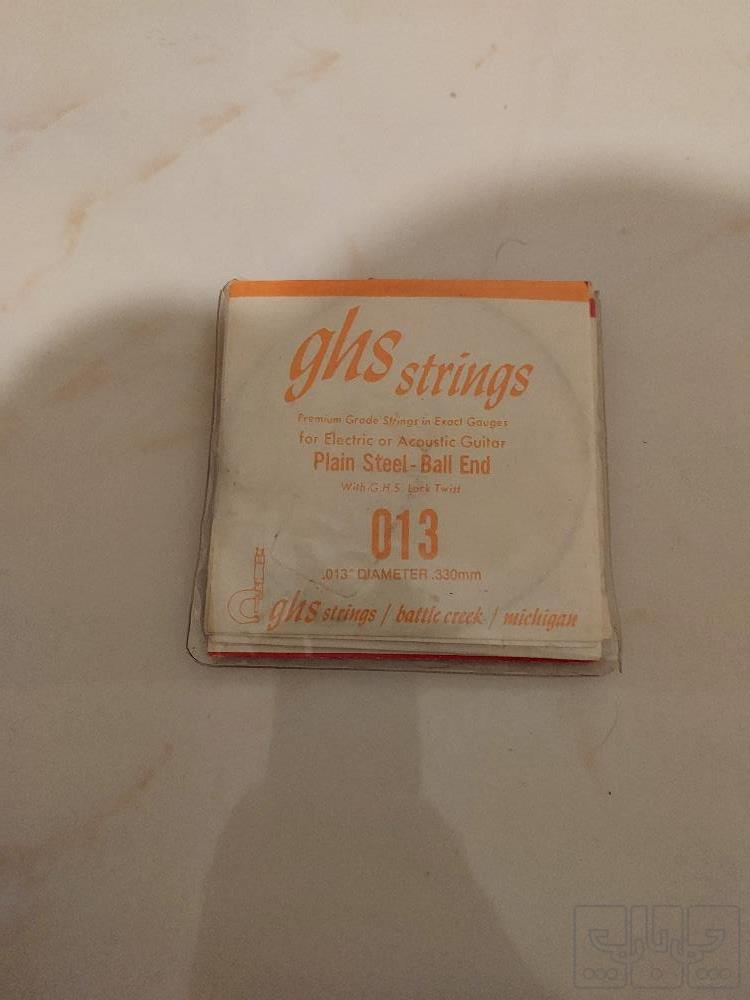 ghs strings
Premium Grade Strings in Exact Gauges
for Electric or Acoustic Guitar
Plain Steel-Ball End
With G.H.S. Lock Twist
013
.013" DIAMETER .330mm
ghs strings / battle creek / michigan